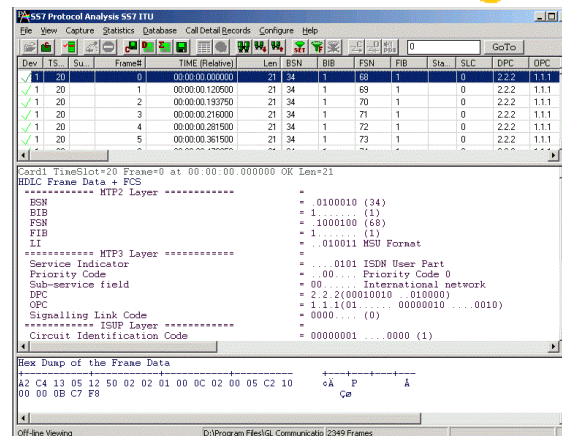 SS7 Protocol Analysis SS7 ITU
File View Capture Statistics Database Call Detail Records Configure Help
0 GoTo
Dev TS... Su... Frame# TIME (Relative) Len BSN BIB FSN FIB Sta... SLC DPC OPC
1 20 0 00:00:00.000000 21 34 1 68 1 0 2.2.2 1.1.1
1 20 1 00:00:00.120500 21 34 1 69 1 0 2.2.2 1.1.1
1 20 2 00:00:00.193750 21 34 1 70 1 0 2.2.2 1.1.1
1 20 3 00:00:00.216000 21 34 1 71 1 0 2.2.2 1.1.1
1 20 4 00:00:00.281500 21 34 1 72 1 0 2.2.2 1.1.1
1 20 5 00:00:00.361500 21 34 1 73 1 0 2.2.2 1.1.1
Card1 TimeSlot=20 Frame=0 at 00:00:00.000000 OK Len=21
HDLC Frame Data + FCS
------------ MTP2 Layer ------------ =
BSN = .0100010 (34)
BIB = 1....... (1)
FSN = .1000100 (68)
FIB = 1....... (1)
LI = ..010011 MSU Format
------------ MTP3 Layer ------------ =
Service Indicator = ....0101 ISDN User Part
Priority Code = ..00.... Priority Code 0
Sub-service field = 00...... International network
DPC = 2.2.2(00010010 ..010000)
OPC = 1.1.1(01...... 00000010 ....0010)
Signalling Link Code = 0000.... (0)
------------ ISUP Layer ------------ =
Circuit Identification Code = 00000001 ....0000 (1)
Hex Dump of the Frame Data
A2 C4 13 05 12 50 02 02 01 00 0C 02 00 05 C2 10 ¢Ä P Â
00 00 0B C7 F8 Çø
Off-line Viewing D:\Program Files\GL Communicatio 2349 Frames